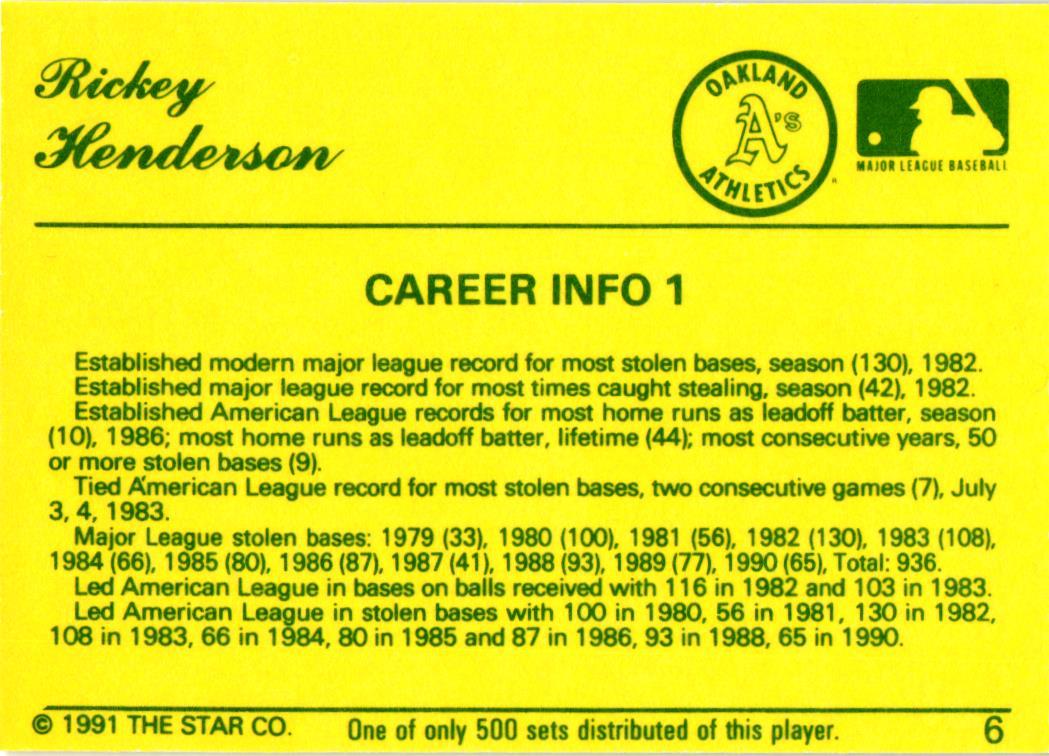 Rickey
Henderson
OAKLAND
A's
ATHLETICS
MAJOR LEAGUE BASEBALL
CAREER INFO 1
Established modern major league record for most stolen bases, season (130), 1982.
Established major league record for most times caught stealing, season (42), 1982.
Established American League records for most home runs as leadoff batter, season
(10), 1986; most home runs as leadoff batter, lifetime (44); most consecutive years, 50
or more stolen bases (9).
Tied American League record for most stolen bases, two consecutive games (7), July
3, 4, 1983.
Major League stolen bases: 1979 (33), 1980 (100), 1981 (56), 1982 (130), 1983 (108),
1984 (66), 1985 (80), 1986 (87), 1987 (41), 1988 (93), 1989 (77), 1990 (65), Total: 936.
Led American League in bases on balls received with 116 in 1982 and 103 in 1983.
Led American League in stolen bases with 100 in 1980, 56 in 1981, 130 in 1982,
108 in 1983, 66 in 1984, 80 in 1985 and 87 in 1986, 93 in 1988, 65 in 1990.
© 1991 THE STAR CO. One of only 500 sets distributed of this player. 6